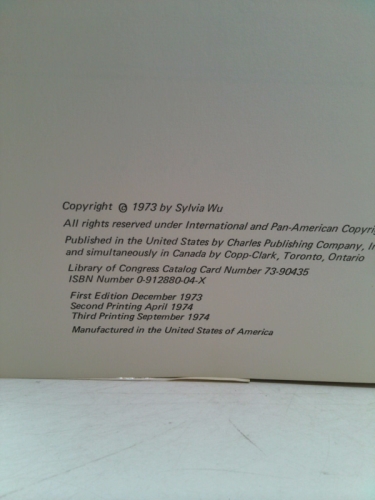 Copyright © 1973 by Sylvia Wu
All rights reserved under International and Pan-American Copyrig
Published in the United States by Charles Publishing Company, In
and simultaneously in Canada by Copp-Clark, Toronto, Ontario
Library of Congress Catalog Card Number 73-90435
ISBN Number 0-912880-04-X
First Edition December 1973
Second Printing April 1974
Third Printing September 1974
Manufactured in the United States of America